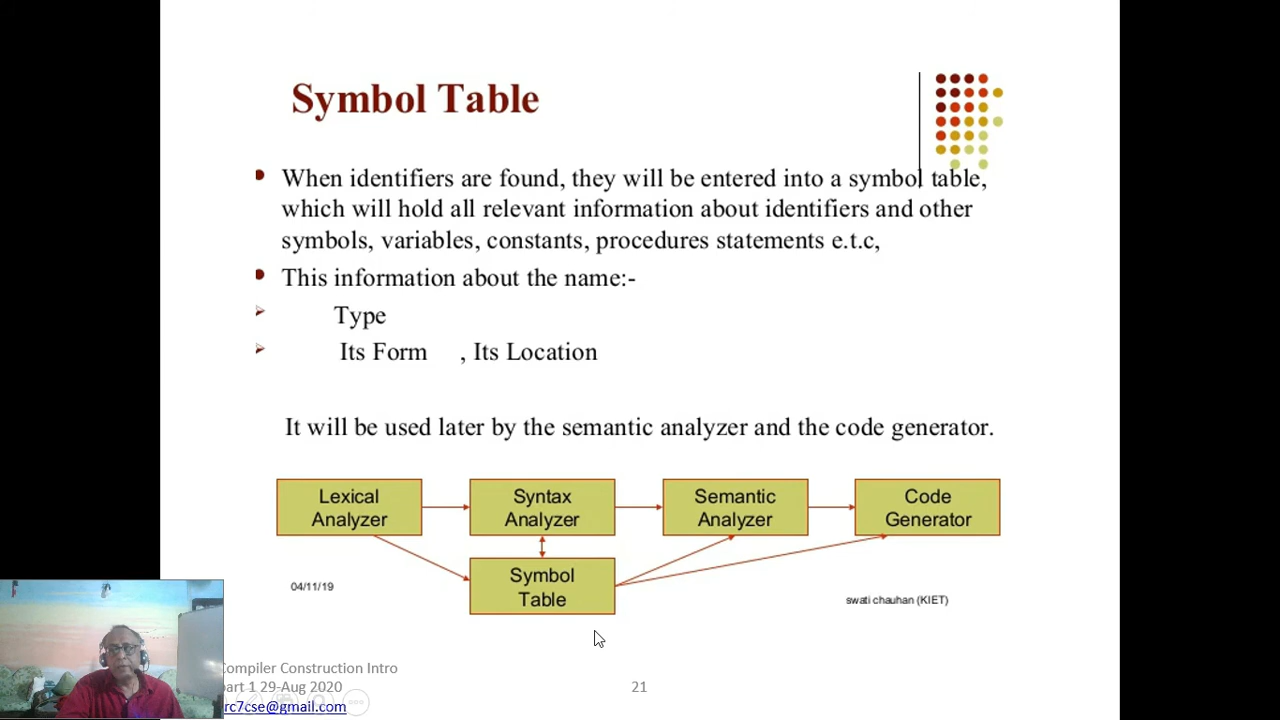 Symbol Table
When identifiers are found, they will be entered into a symbol table,
which will hold all relevant information about identifiers and other
symbols, variables, constants, procedures statements e.t.c,
This information about the name:-
Type
Its Form , Its Location
It will be used later by the semantic analyzer and the code generator.
Lexical
Analyzer
Syntax
Analyzer
Semantic
Analyzer
Code
Generator
Symbol
Table
04/11/19
swati chauhan (KIET)
Compiler Construction Intro
part 1 29-Aug 2020
21
rc7cse@gmail.com